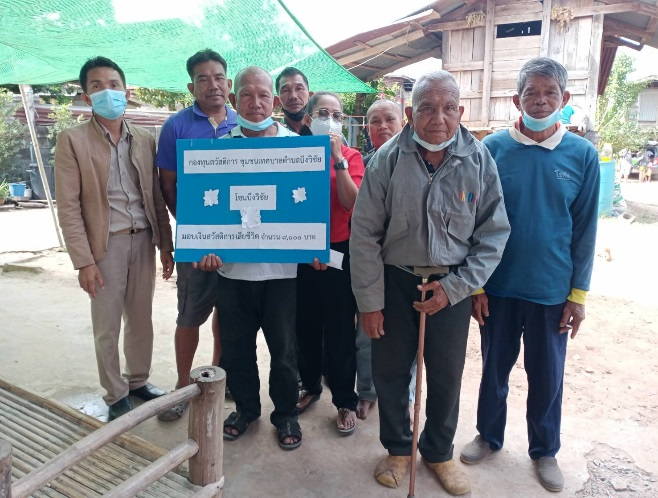 กองทุนสวัสดิการ ชุมชนเทศบาลตำบลบึงวิชัย
โซนบึงวิชัย
มอบเงินสวัสดิการเสียชีวิต จำนวน ๘,๐๐๐ บาท